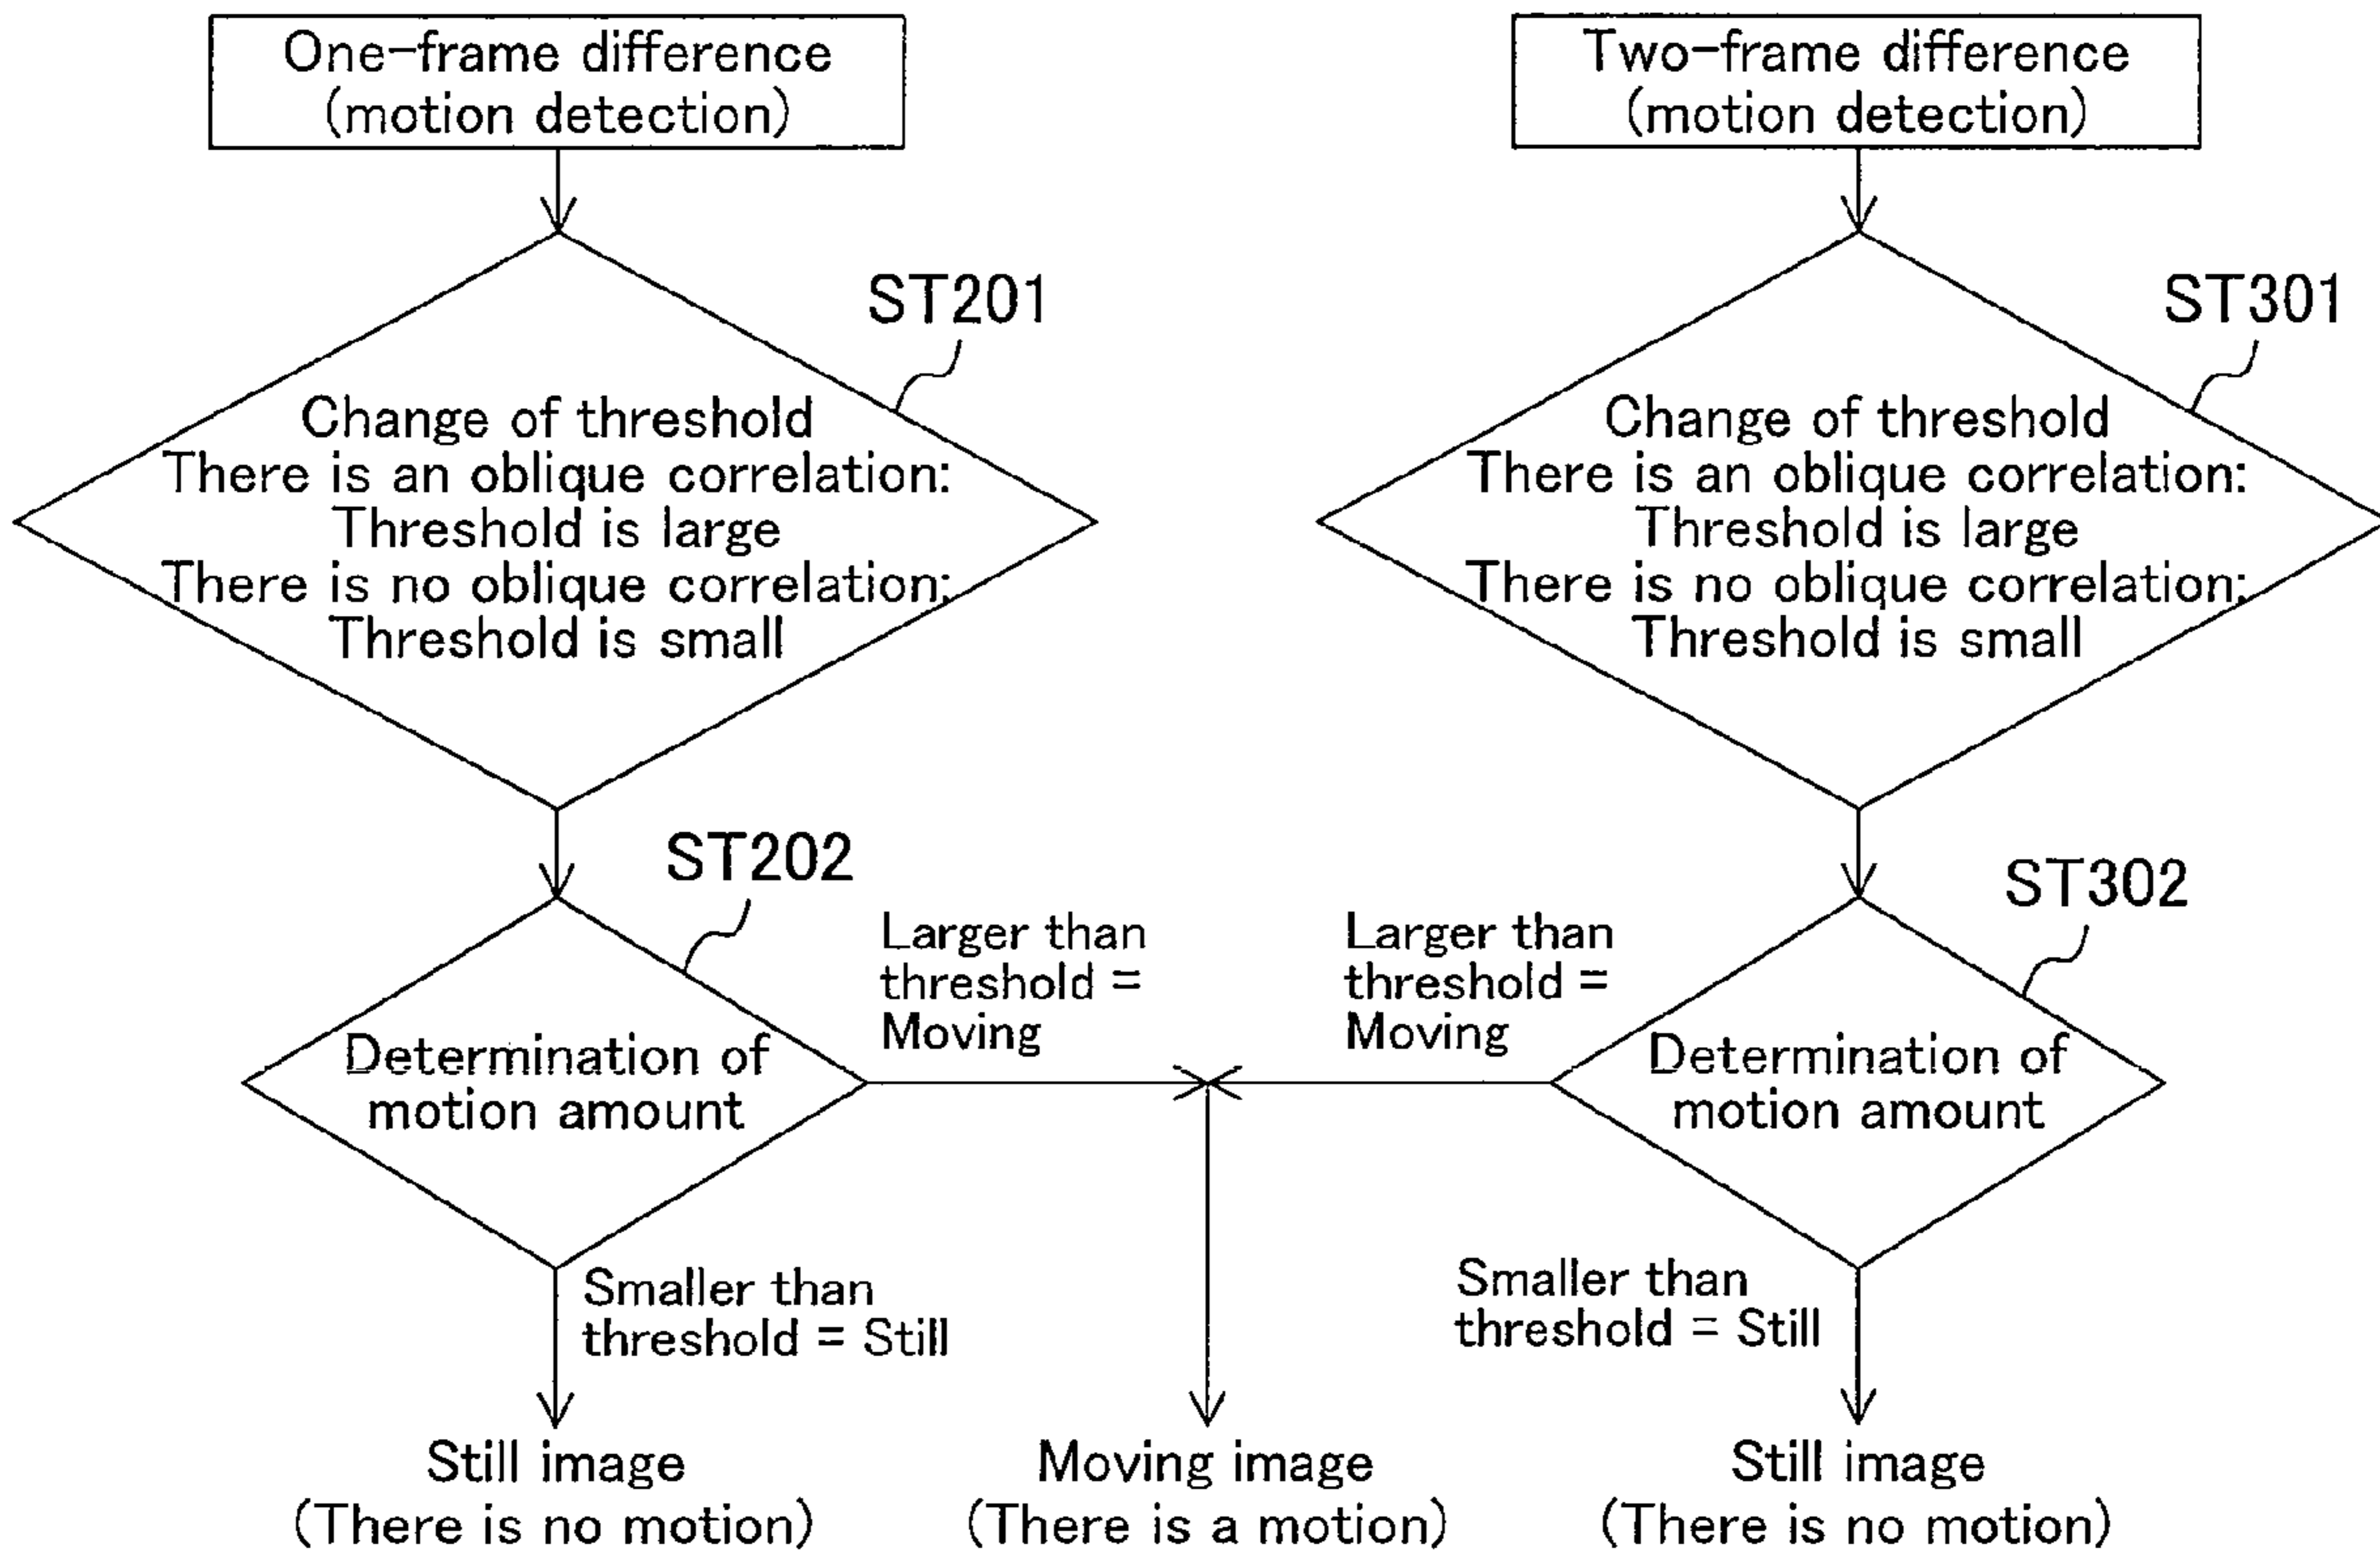 One-frame difference
(motion detection)
ST201
Change of threshold
There is an oblique correlation:
Threshold is large
There is no oblique correlation:
Threshold is small
ST202
Determination of
motion amount
Larger than
threshold =
Moving
Smaller than
threshold = Still
Still image
(There is no motion)
Two-frame difference
(motion detection)
ST301
Change of threshold
There is an oblique correlation:
Threshold is large
There is no oblique correlation:
Threshold is small
ST302
Determination of
motion amount
Larger than
threshold =
Moving
Smaller than
threshold = Still
Moving image
(There is a motion)
Still image
(There is no motion)